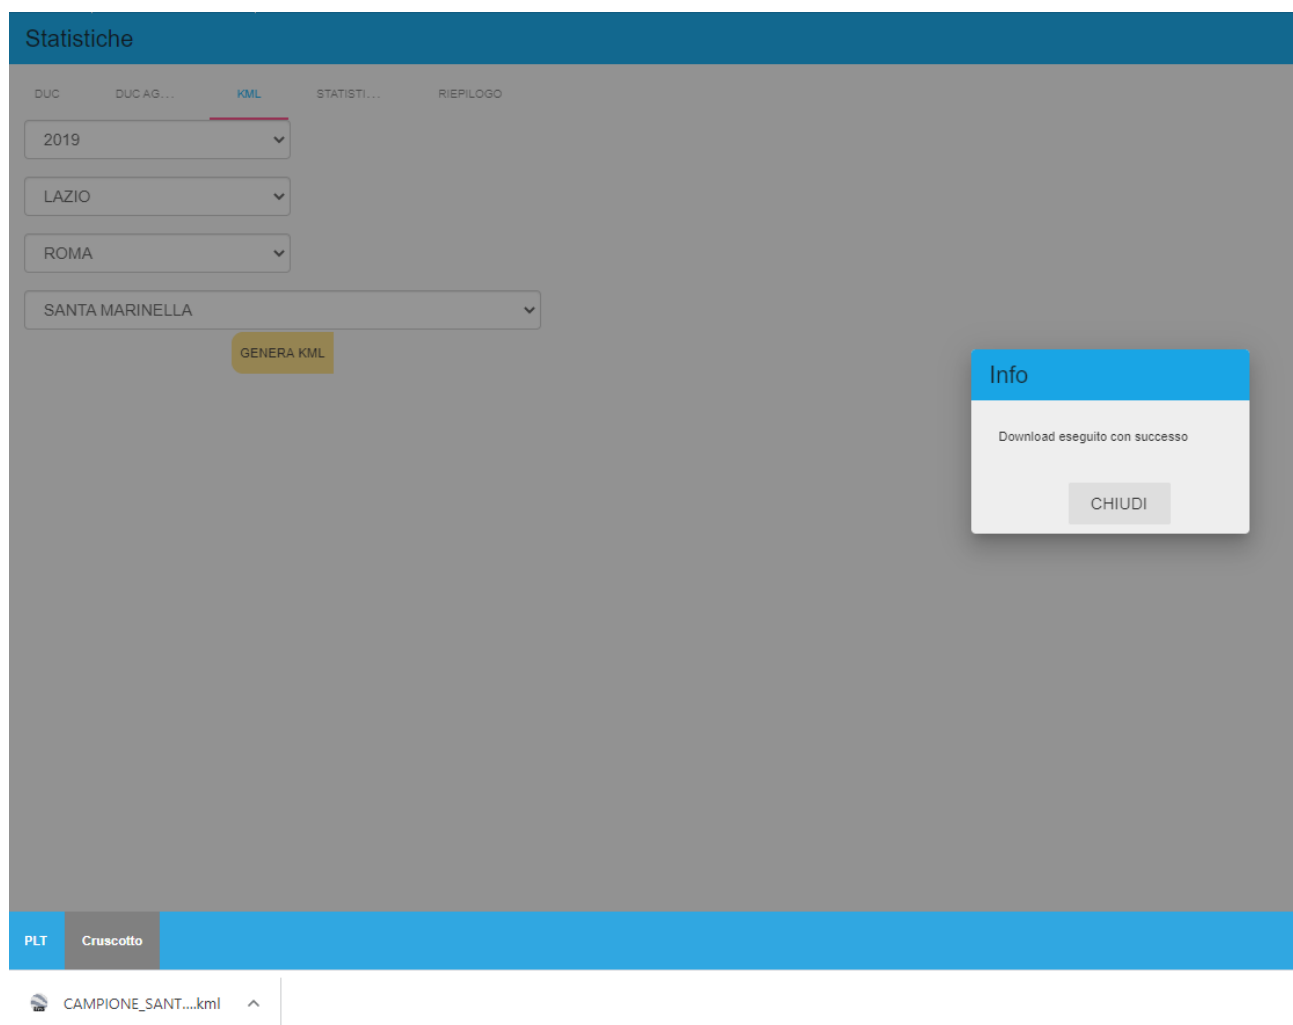 Statistiche
DUC DUC AG... KML STATISTI... RIEPILOGO
2019
LAZIO
ROMA
SANTA MARINELLA
GENERA KML
Info
Download eseguito con successo
CHIUDI
PLT Cruscotto
CAMPIONE_SANT....kml